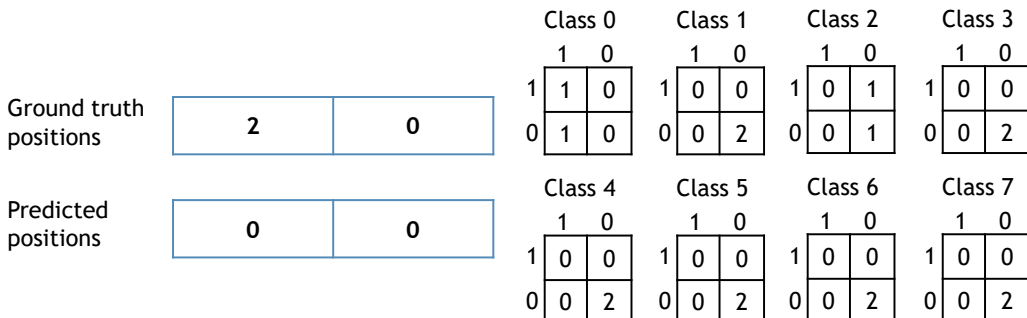 Class 0 Class 1 Class 2 Class 3
1 0 1 0 1 0 1 0
1 1 0 1 0 0 1 0 1 1 0 0
0 1 0 0 0 2 0 0 1 0 0 2
Ground truth
positions
2 0
Class 4 Class 5 Class 6 Class 7
1 0 1 0 1 0 1 0
1 0 0 1 0 0 1 0 0 1 0 0
0 0 2 0 0 2 0 0 2 0 0 2
Predicted
positions
0 0